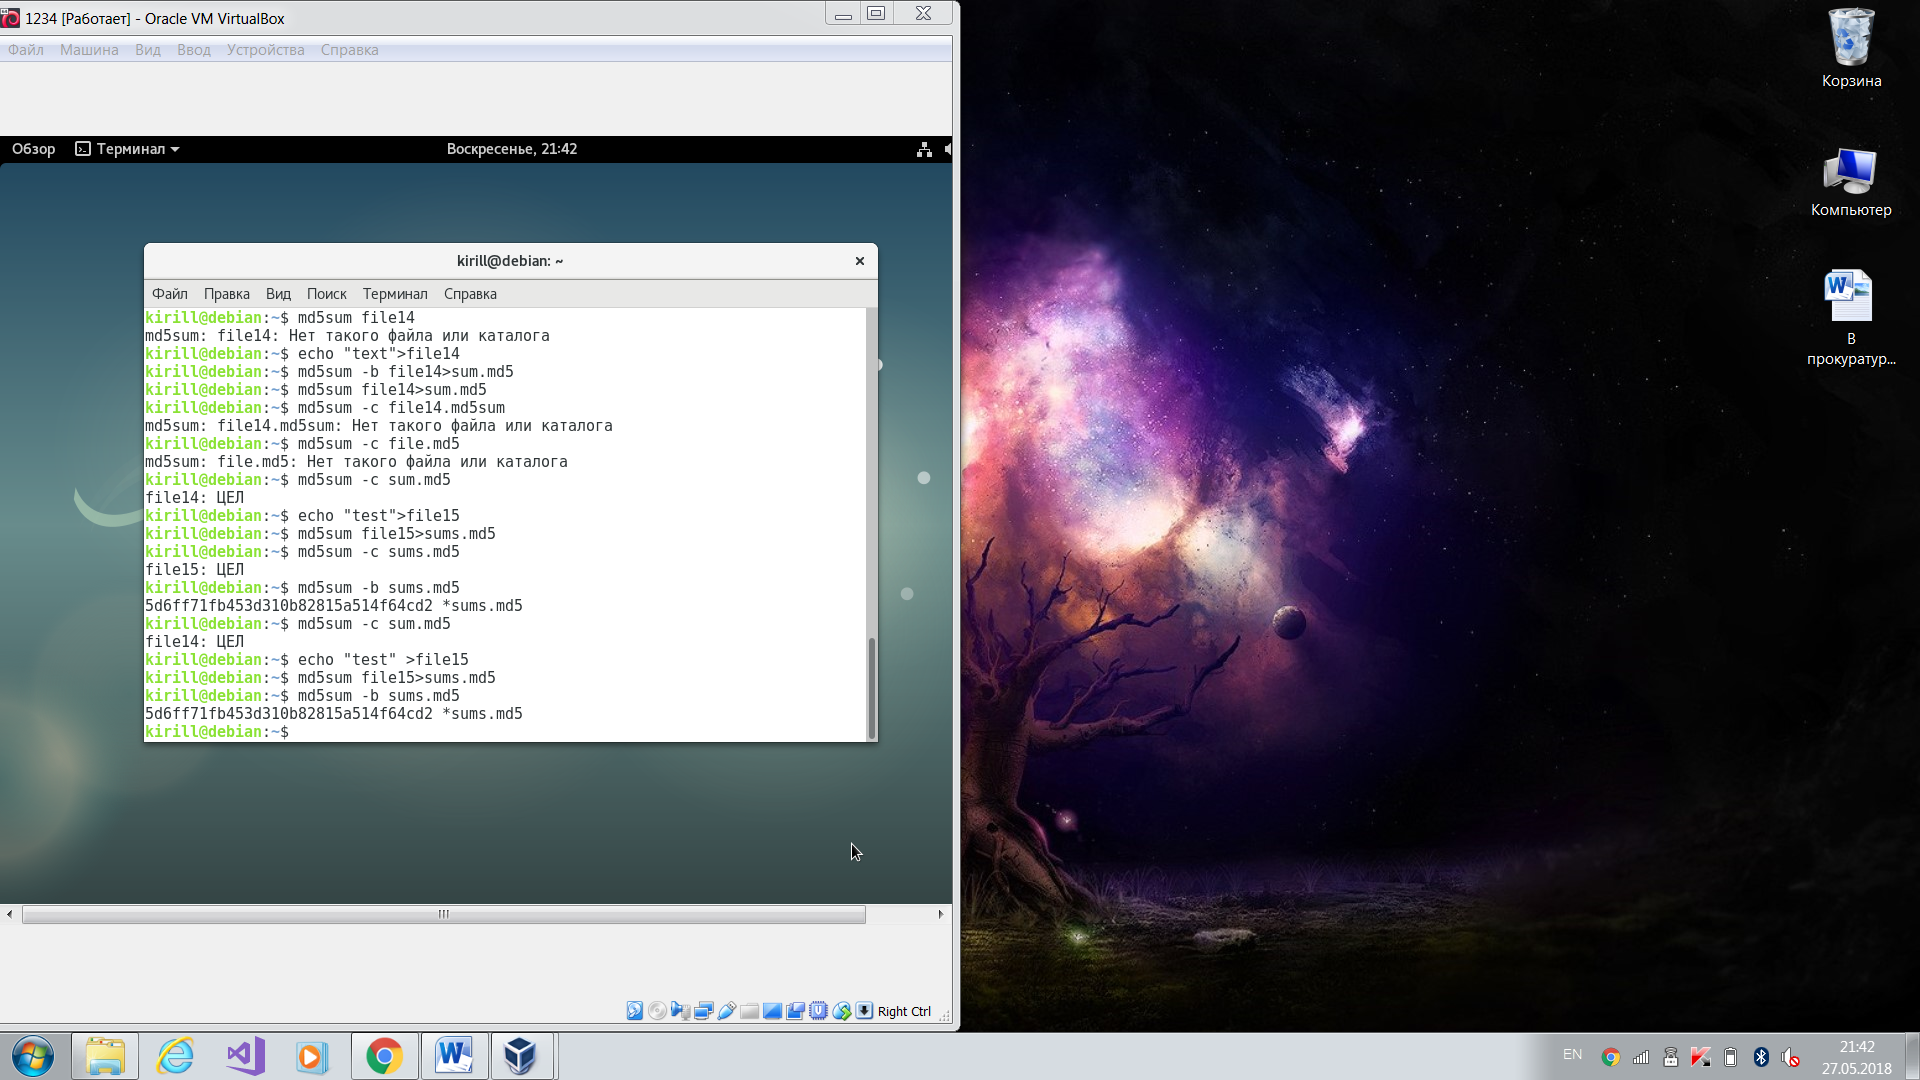 1234 [Работает] - Oracle VM VirtualBox
Файл Машина Вид Ввод Устройства Справка
Обзор Терминал Воскресенье, 21:42
kirill@debian: ~
Файл Правка Вид Поиск Терминал Справка
kirill@debian:~$ md5sum file14
md5sum: file14: Нет такого файла или каталога
kirill@debian:~$ echo "text">file14
kirill@debian:~$ md5sum -b file14>sum.md5
kirill@debian:~$ md5sum file14>sum.md5
kirill@debian:~$ md5sum -c file14.md5sum
md5sum: file14.md5sum: Нет такого файла или каталога
kirill@debian:~$ md5sum -c file.md5
md5sum: file.md5: Нет такого файла или каталога
kirill@debian:~$ md5sum -c sum.md5
file14: ЦЕЛ
kirill@debian:~$ echo "test">file15
kirill@debian:~$ md5sum file15>sums.md5
kirill@debian:~$ md5sum -c sums.md5
file15: ЦЕЛ
kirill@debian:~$ md5sum -b sums.md5
5d6ff71fb453d310b82815a514f64cd2 *sums.md5
kirill@debian:~$ md5sum -c sum.md5
file14: ЦЕЛ
kirill@debian:~$ echo "test" >file15
kirill@debian:~$ md5sum file15>sums.md5
kirill@debian:~$ md5sum -b sums.md5
5d6ff71fb453d310b82815a514f64cd2 *sums.md5
kirill@debian:~$
Right Ctrl
Корзина
Компьютер
В
прокуратур...
EN
21:42
27.05.2018